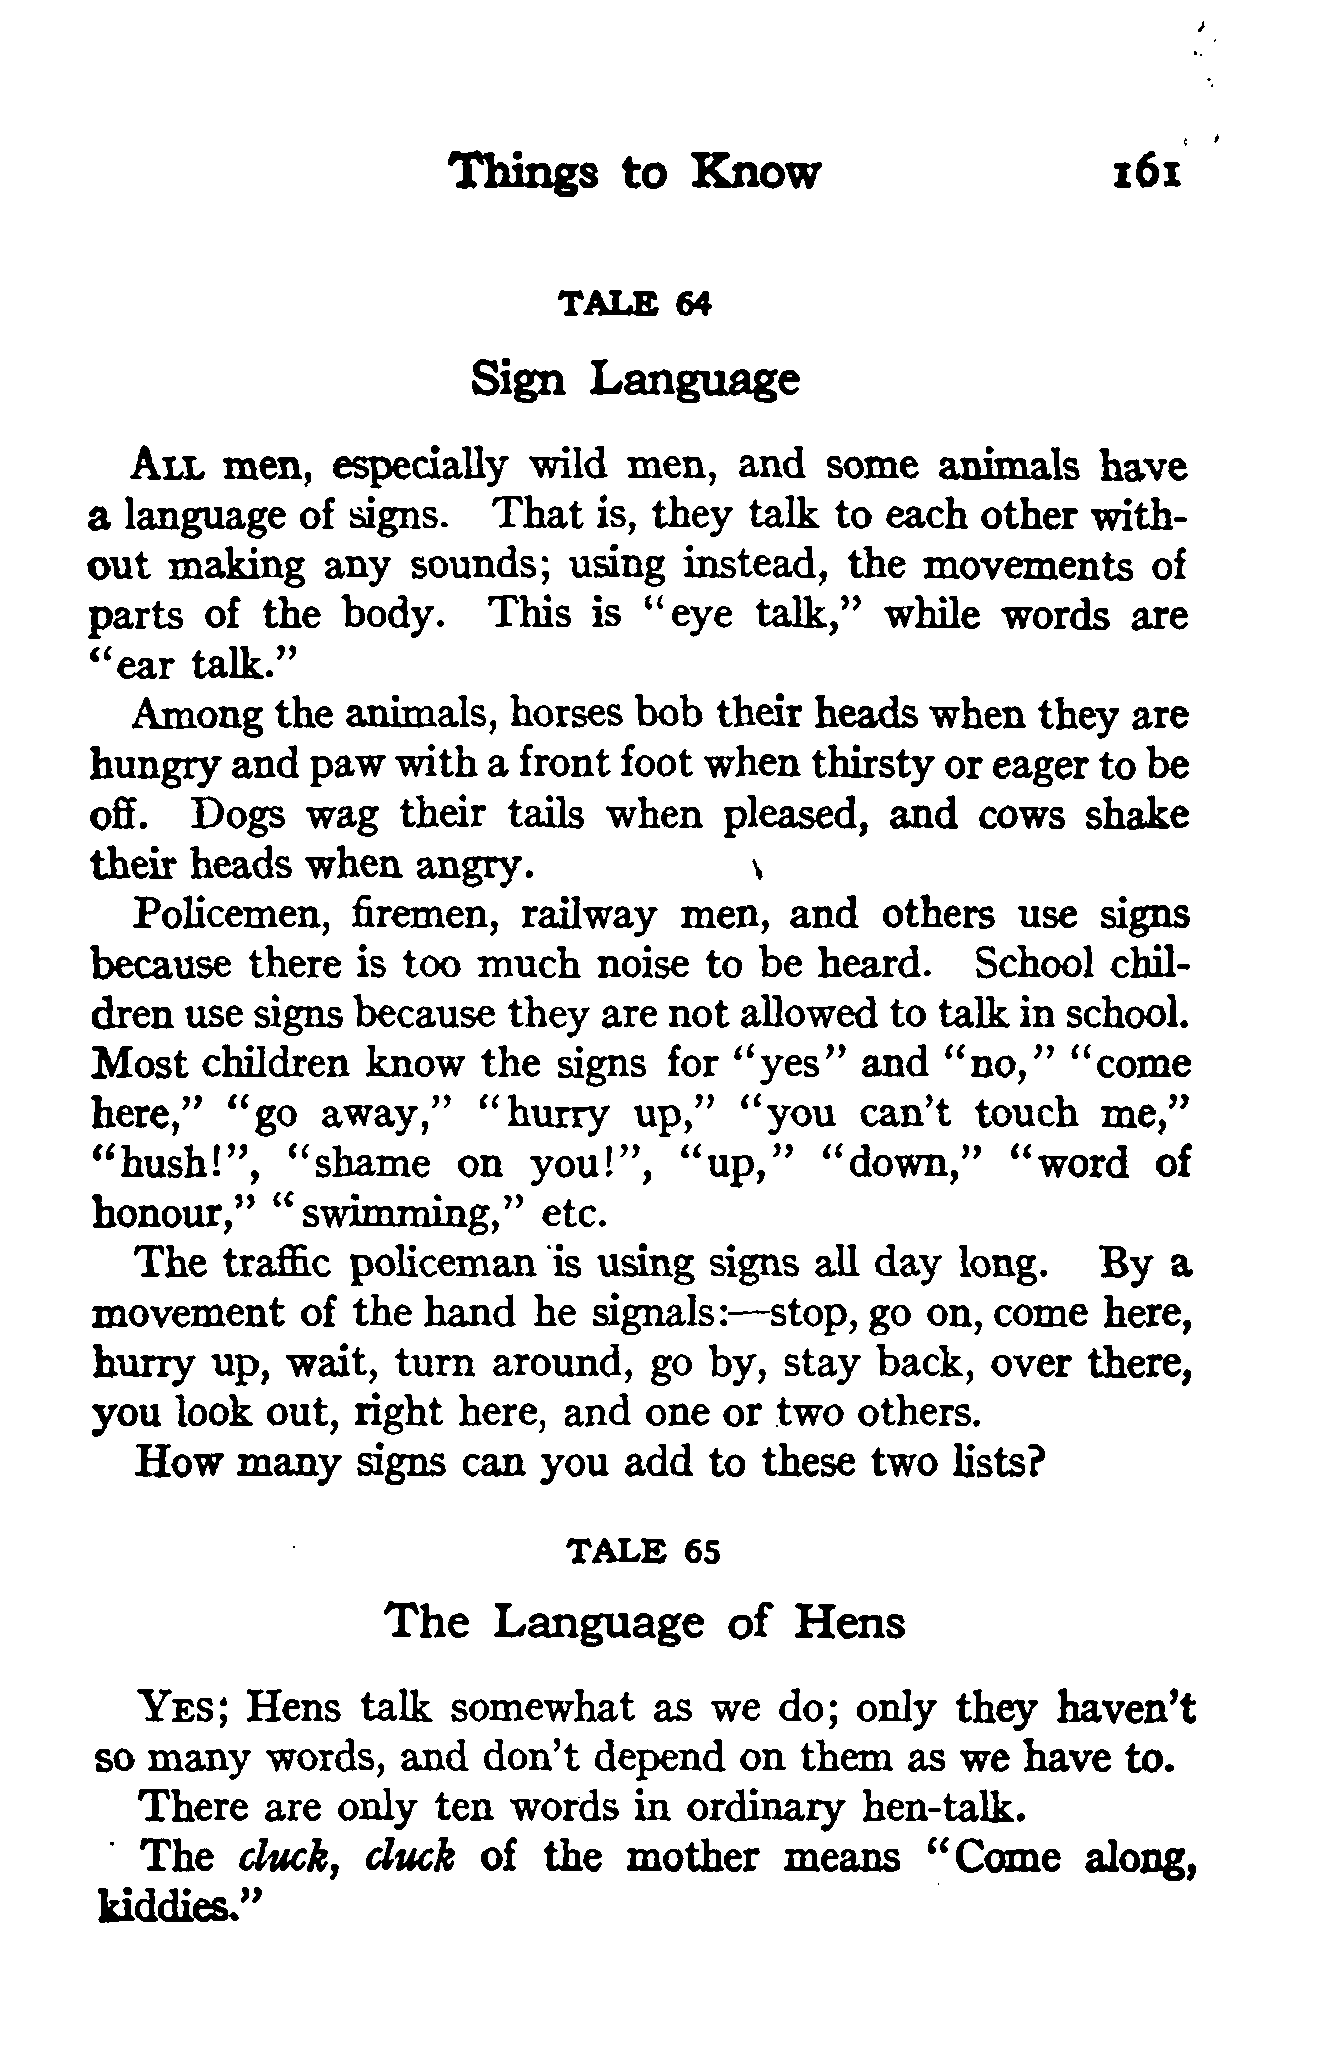 Things to Know 161
TALE 64
Sign Language
ALL men, especially wild men, and some animals have
a language of signs. That is, they talk to each other with-
out making any sounds; using instead, the movements of
parts of the body. This is "eye talk," while words are
"ear talk."
Among the animals, horses bob their heads when they are
hungry and paw with a front foot when thirsty or eager to be
off. Dogs wag their tails when pleased, and cows shake
their heads when angry.
Policemen, firemen, railway men, and others use signs
because there is too much noise to be heard. School chil-
dren use signs because they are not allowed to talk in school.
Most children know the signs for "yes" and "no," "come
here," "go away," "hurry up," "you can't touch me,"
"hush!", "shame on you!", "up," "down," "word of
honour," "swimming," etc.
The traffic policeman is using signs all day long. By a
movement of the hand he signals:—stop, go on, come here,
hurry up, wait, turn around, go by, stay back, over there,
you look out, right here, and one or two others.
How many signs can you add to these two lists?
TALE 65
The Language of Hens
YES; Hens talk somewhat as we do; only they haven't
so many words, and don't depend on them as we have to.
There are only ten words in ordinary hen-talk.
The cluck, cluck of the mother means "Come along,
kiddies."